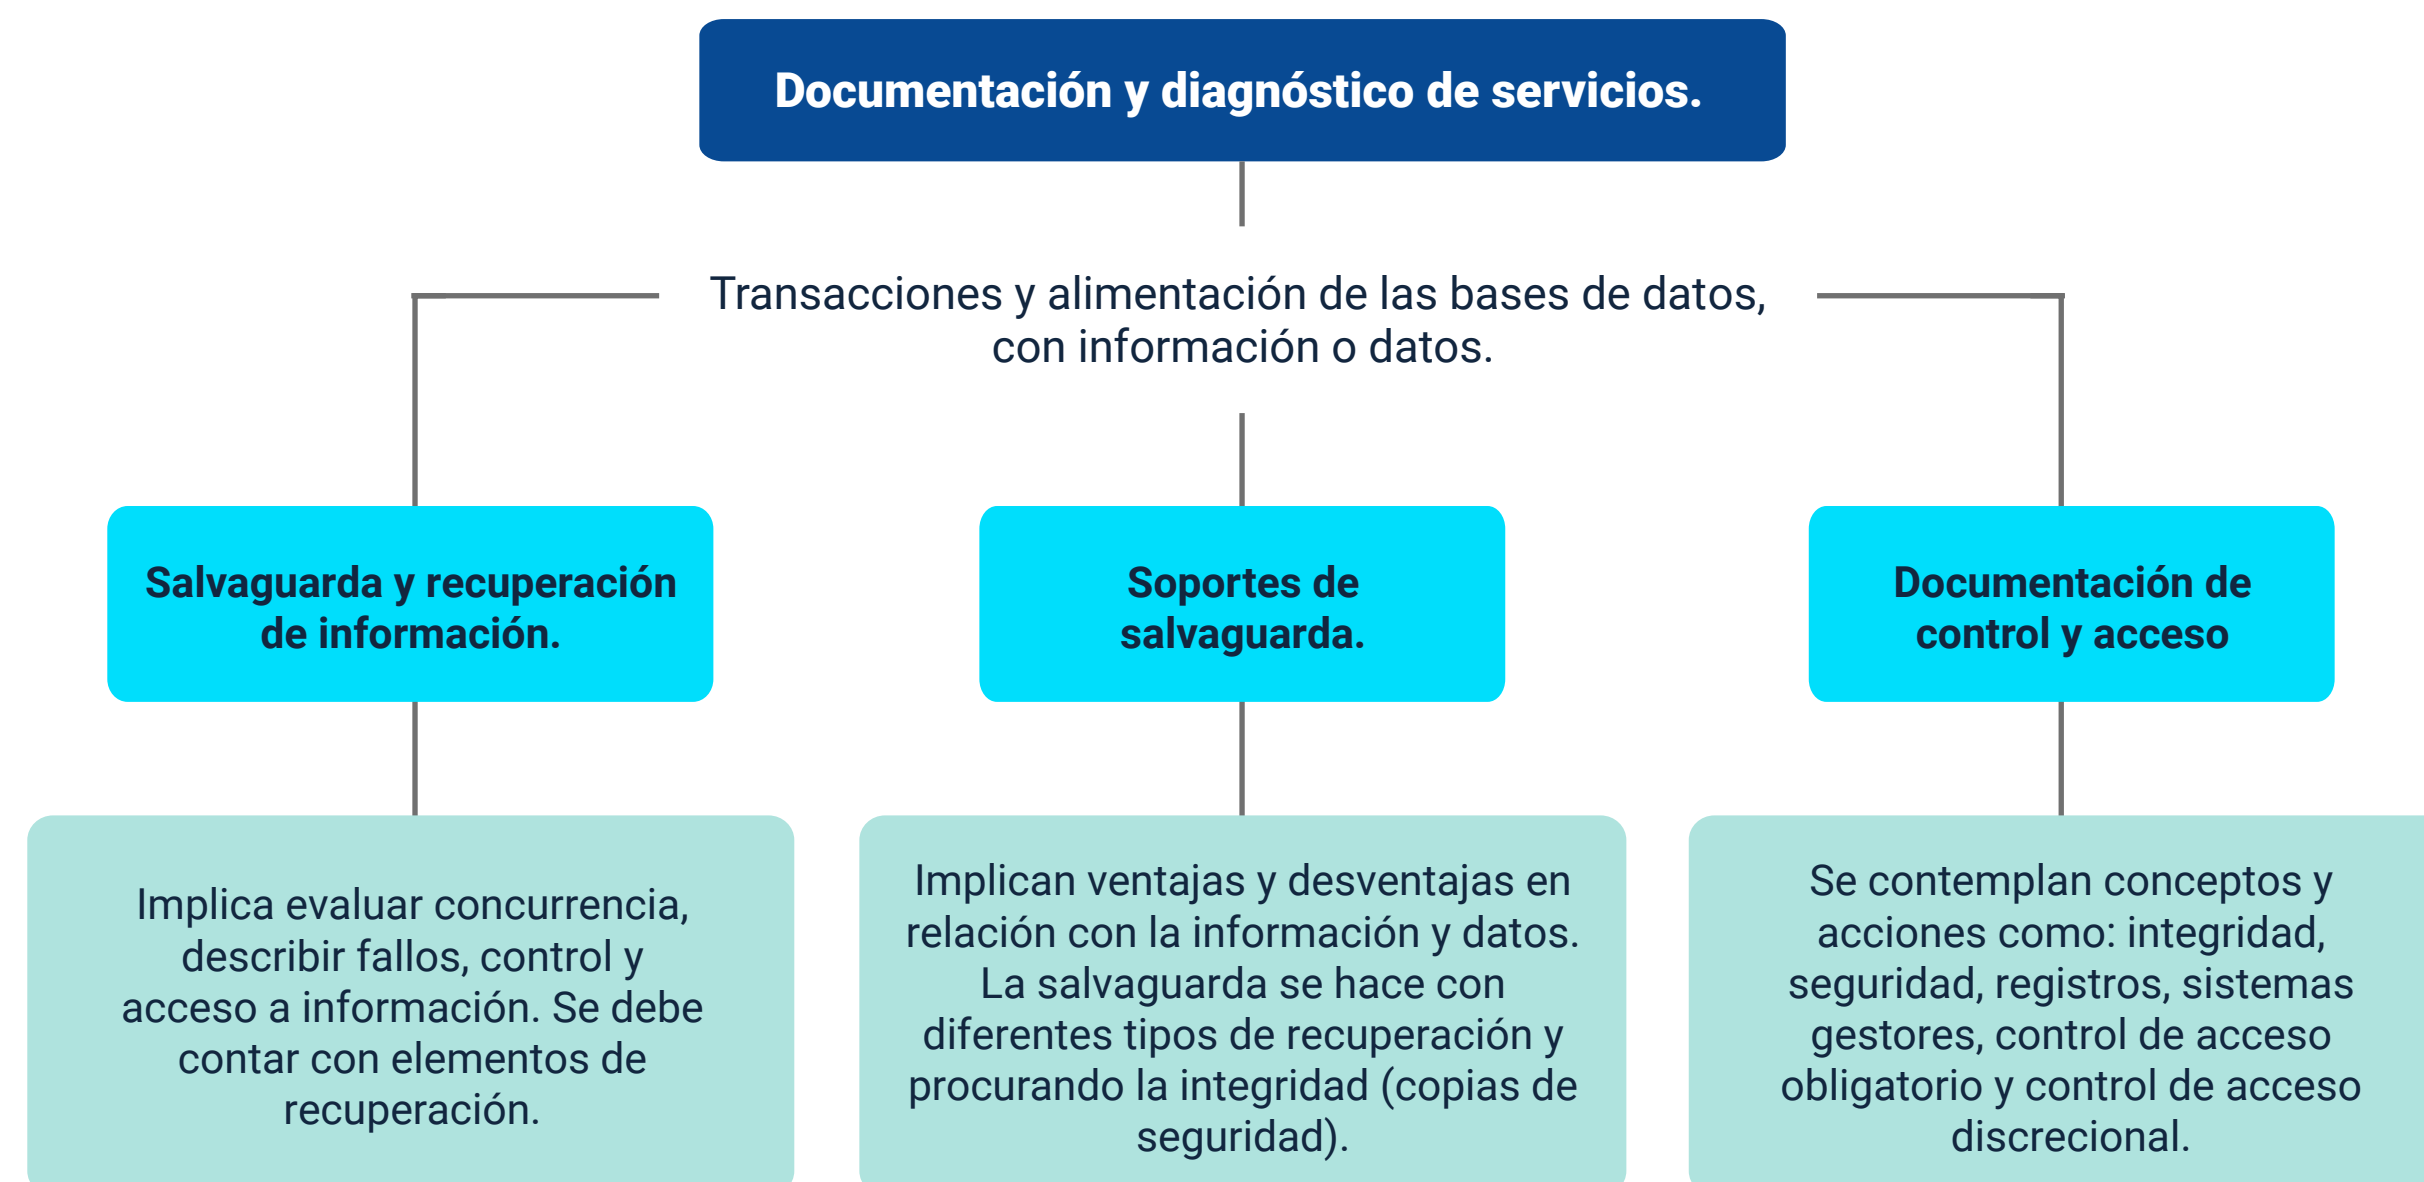 Documentación y diagnóstico de servicios.
Transacciones y alimentación de las bases de datos,
con información o datos.
Salvaguarda y recuperación
de información.
Soportes de
salvaguarda.
Documentación de
control y acceso
Implica evaluar concurrencia,
describir fallos, control y
acceso a información. Se debe
contar con elementos de
recuperación.
Implican ventajas y desventajas en
relación con la información y datos.
La salvaguarda se hace con
diferentes tipos de recuperación y
procurando la integridad (copias de
seguridad).
Se contemplan conceptos y
acciones como: integridad,
seguridad, registros, sistemas
gestores, control de acceso
obligatorio y control de acceso
discrecional.